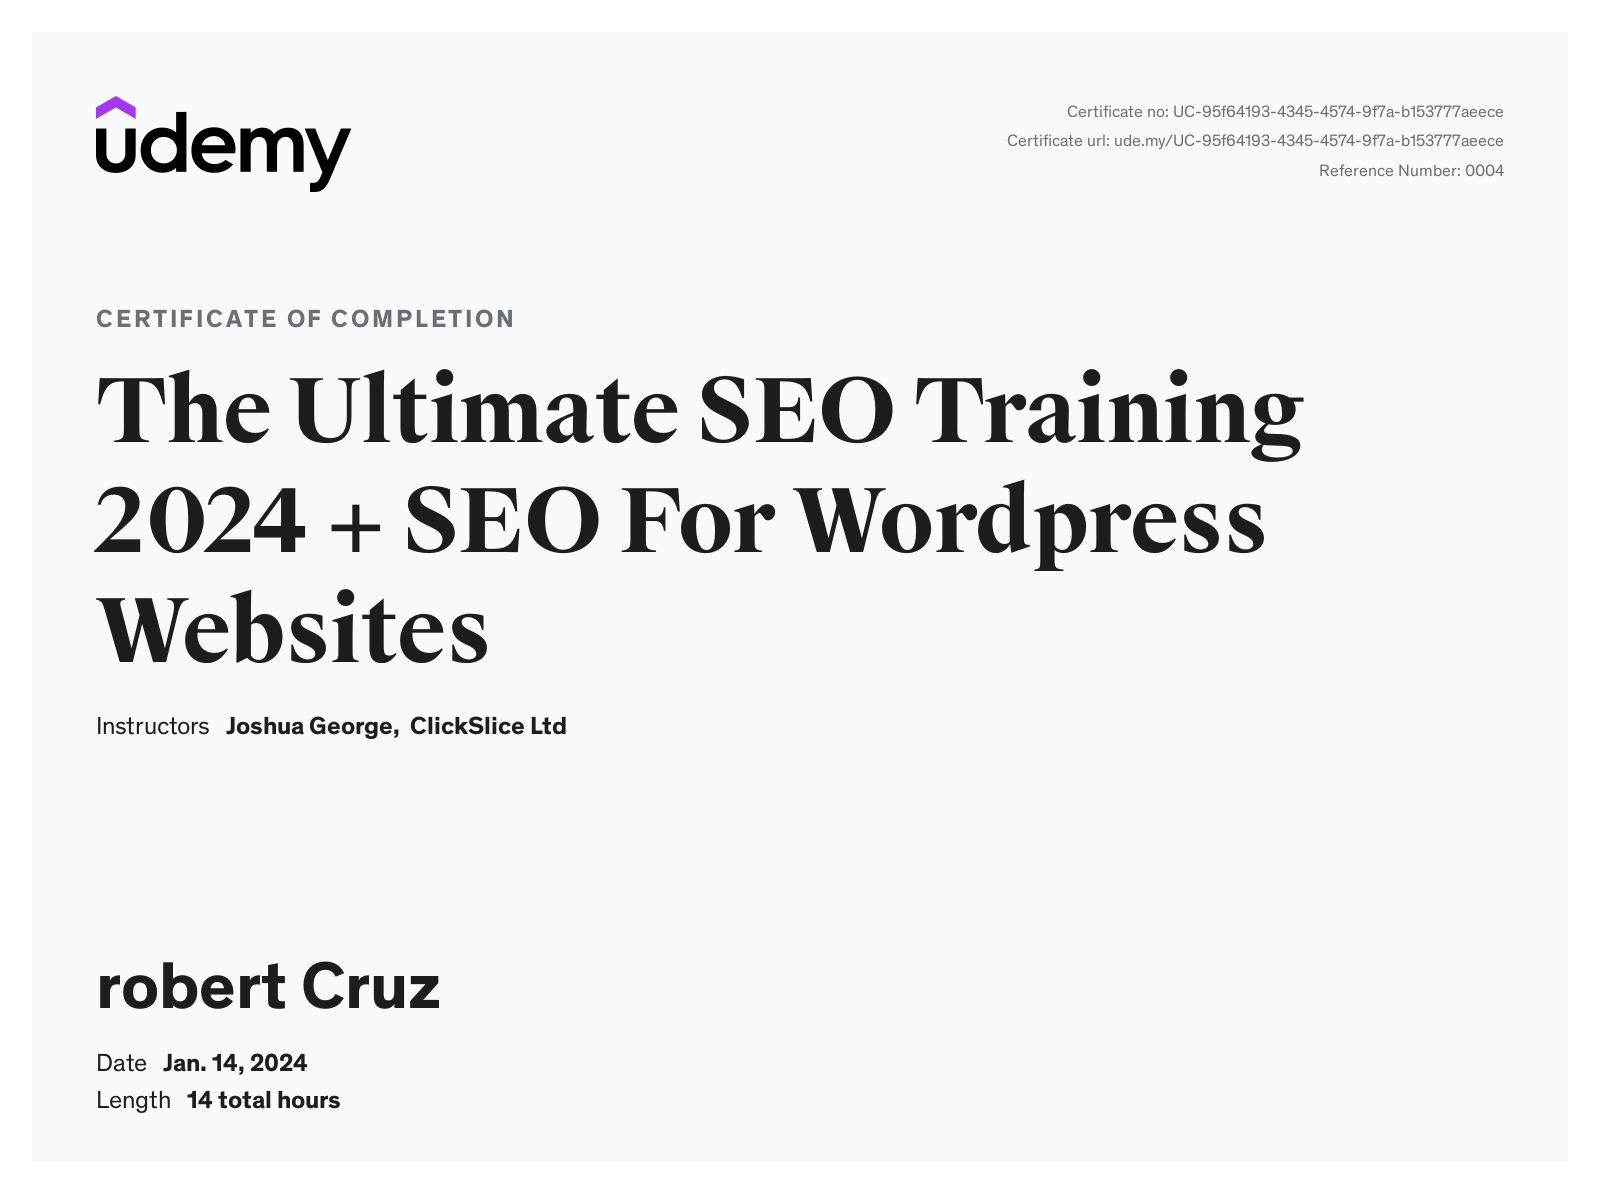 udemy
Certificate no: UC-95f64193-4345-4574-9f7a-b153777aeece
Certificate url: ude.my/UC-95f64193-4345-4574-9f7a-b153777aeece
Reference Number: 0004
CERTIFICATE OF COMPLETION
The Ultimate SEO Training
2024 + SEO For Wordpress
Websites
Instructors Joshua George, ClickSlice Ltd
robert Cruz
Date Jan. 14, 2024
Length 14 total hours